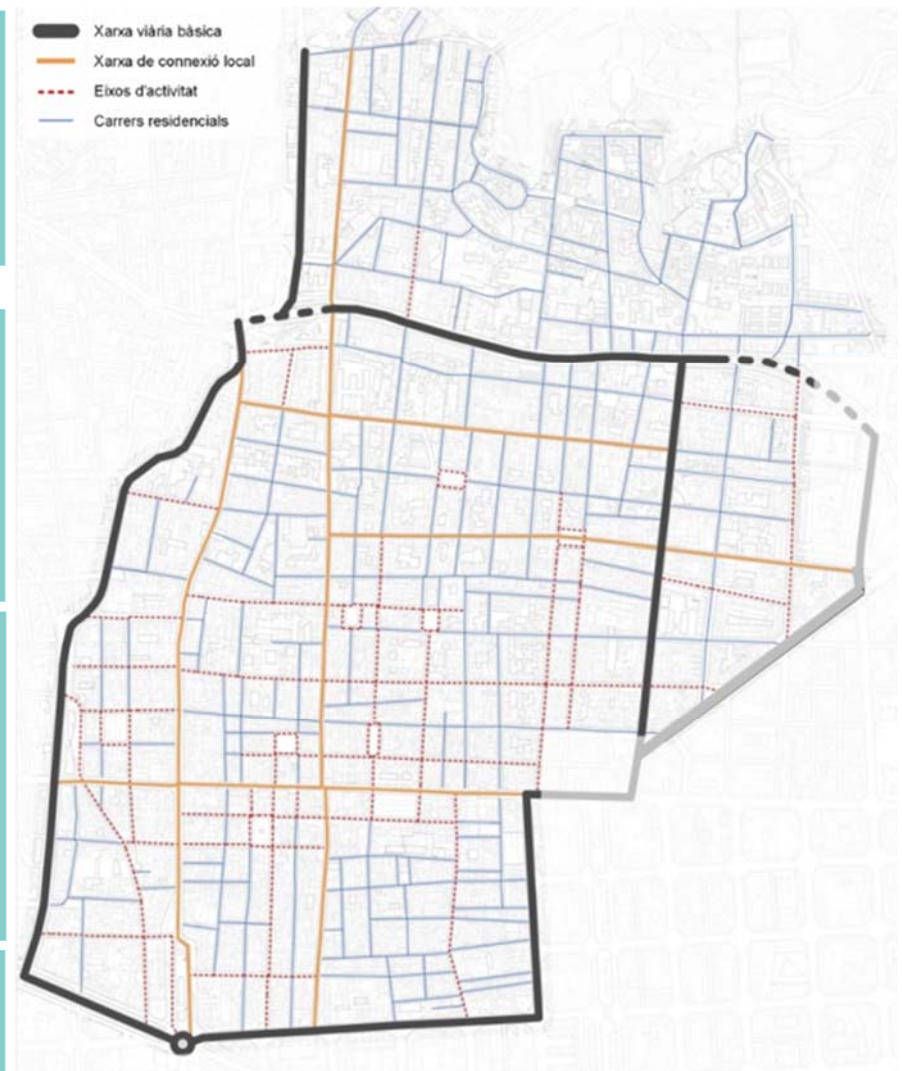 Xarxa viària bàsica
Xarxa de connexió local
Eixos d'activitat
Carrers residencials